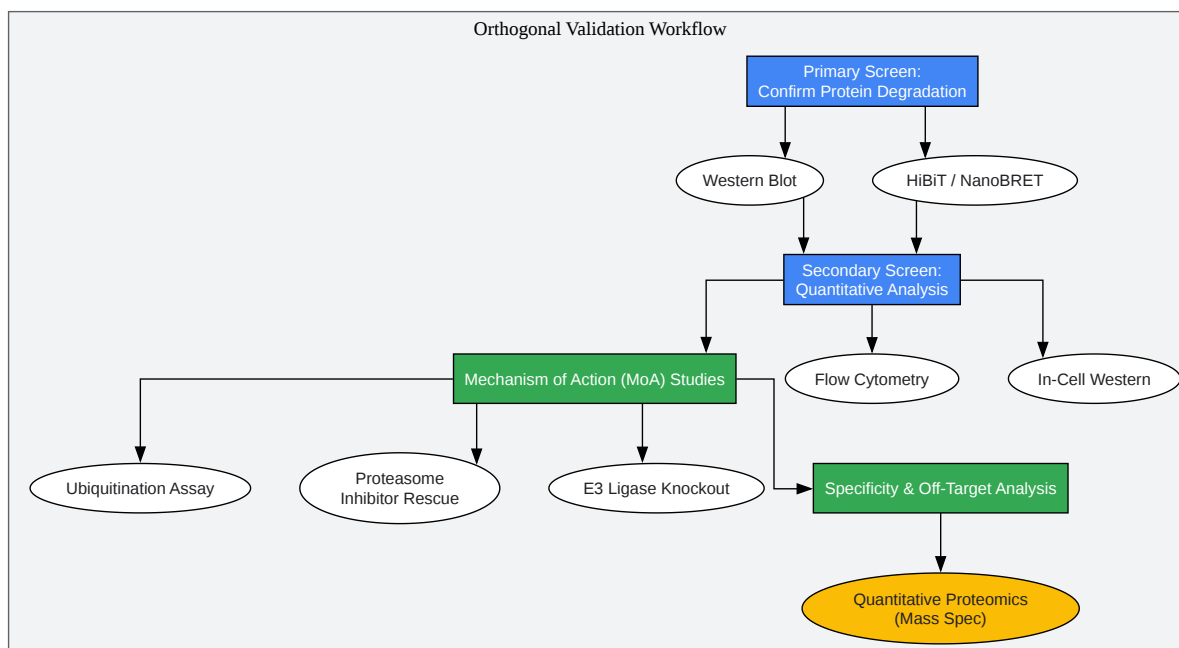 Orthogonal Validation Workflow
Primary Screen:
Confirm Protein Degradation
Western Blot
HiBiT / NanoBRET
Secondary Screen:
Quantitative Analysis
Mechanism of Action (MoA) Studies
Flow Cytometry
In-Cell Western
Ubiquitination Assay
Proteasome
Inhibitor Rescue
E3 Ligase Knockout
Specificity & Off-Target Analysis
Quantitative Proteomics
(Mass Spec)